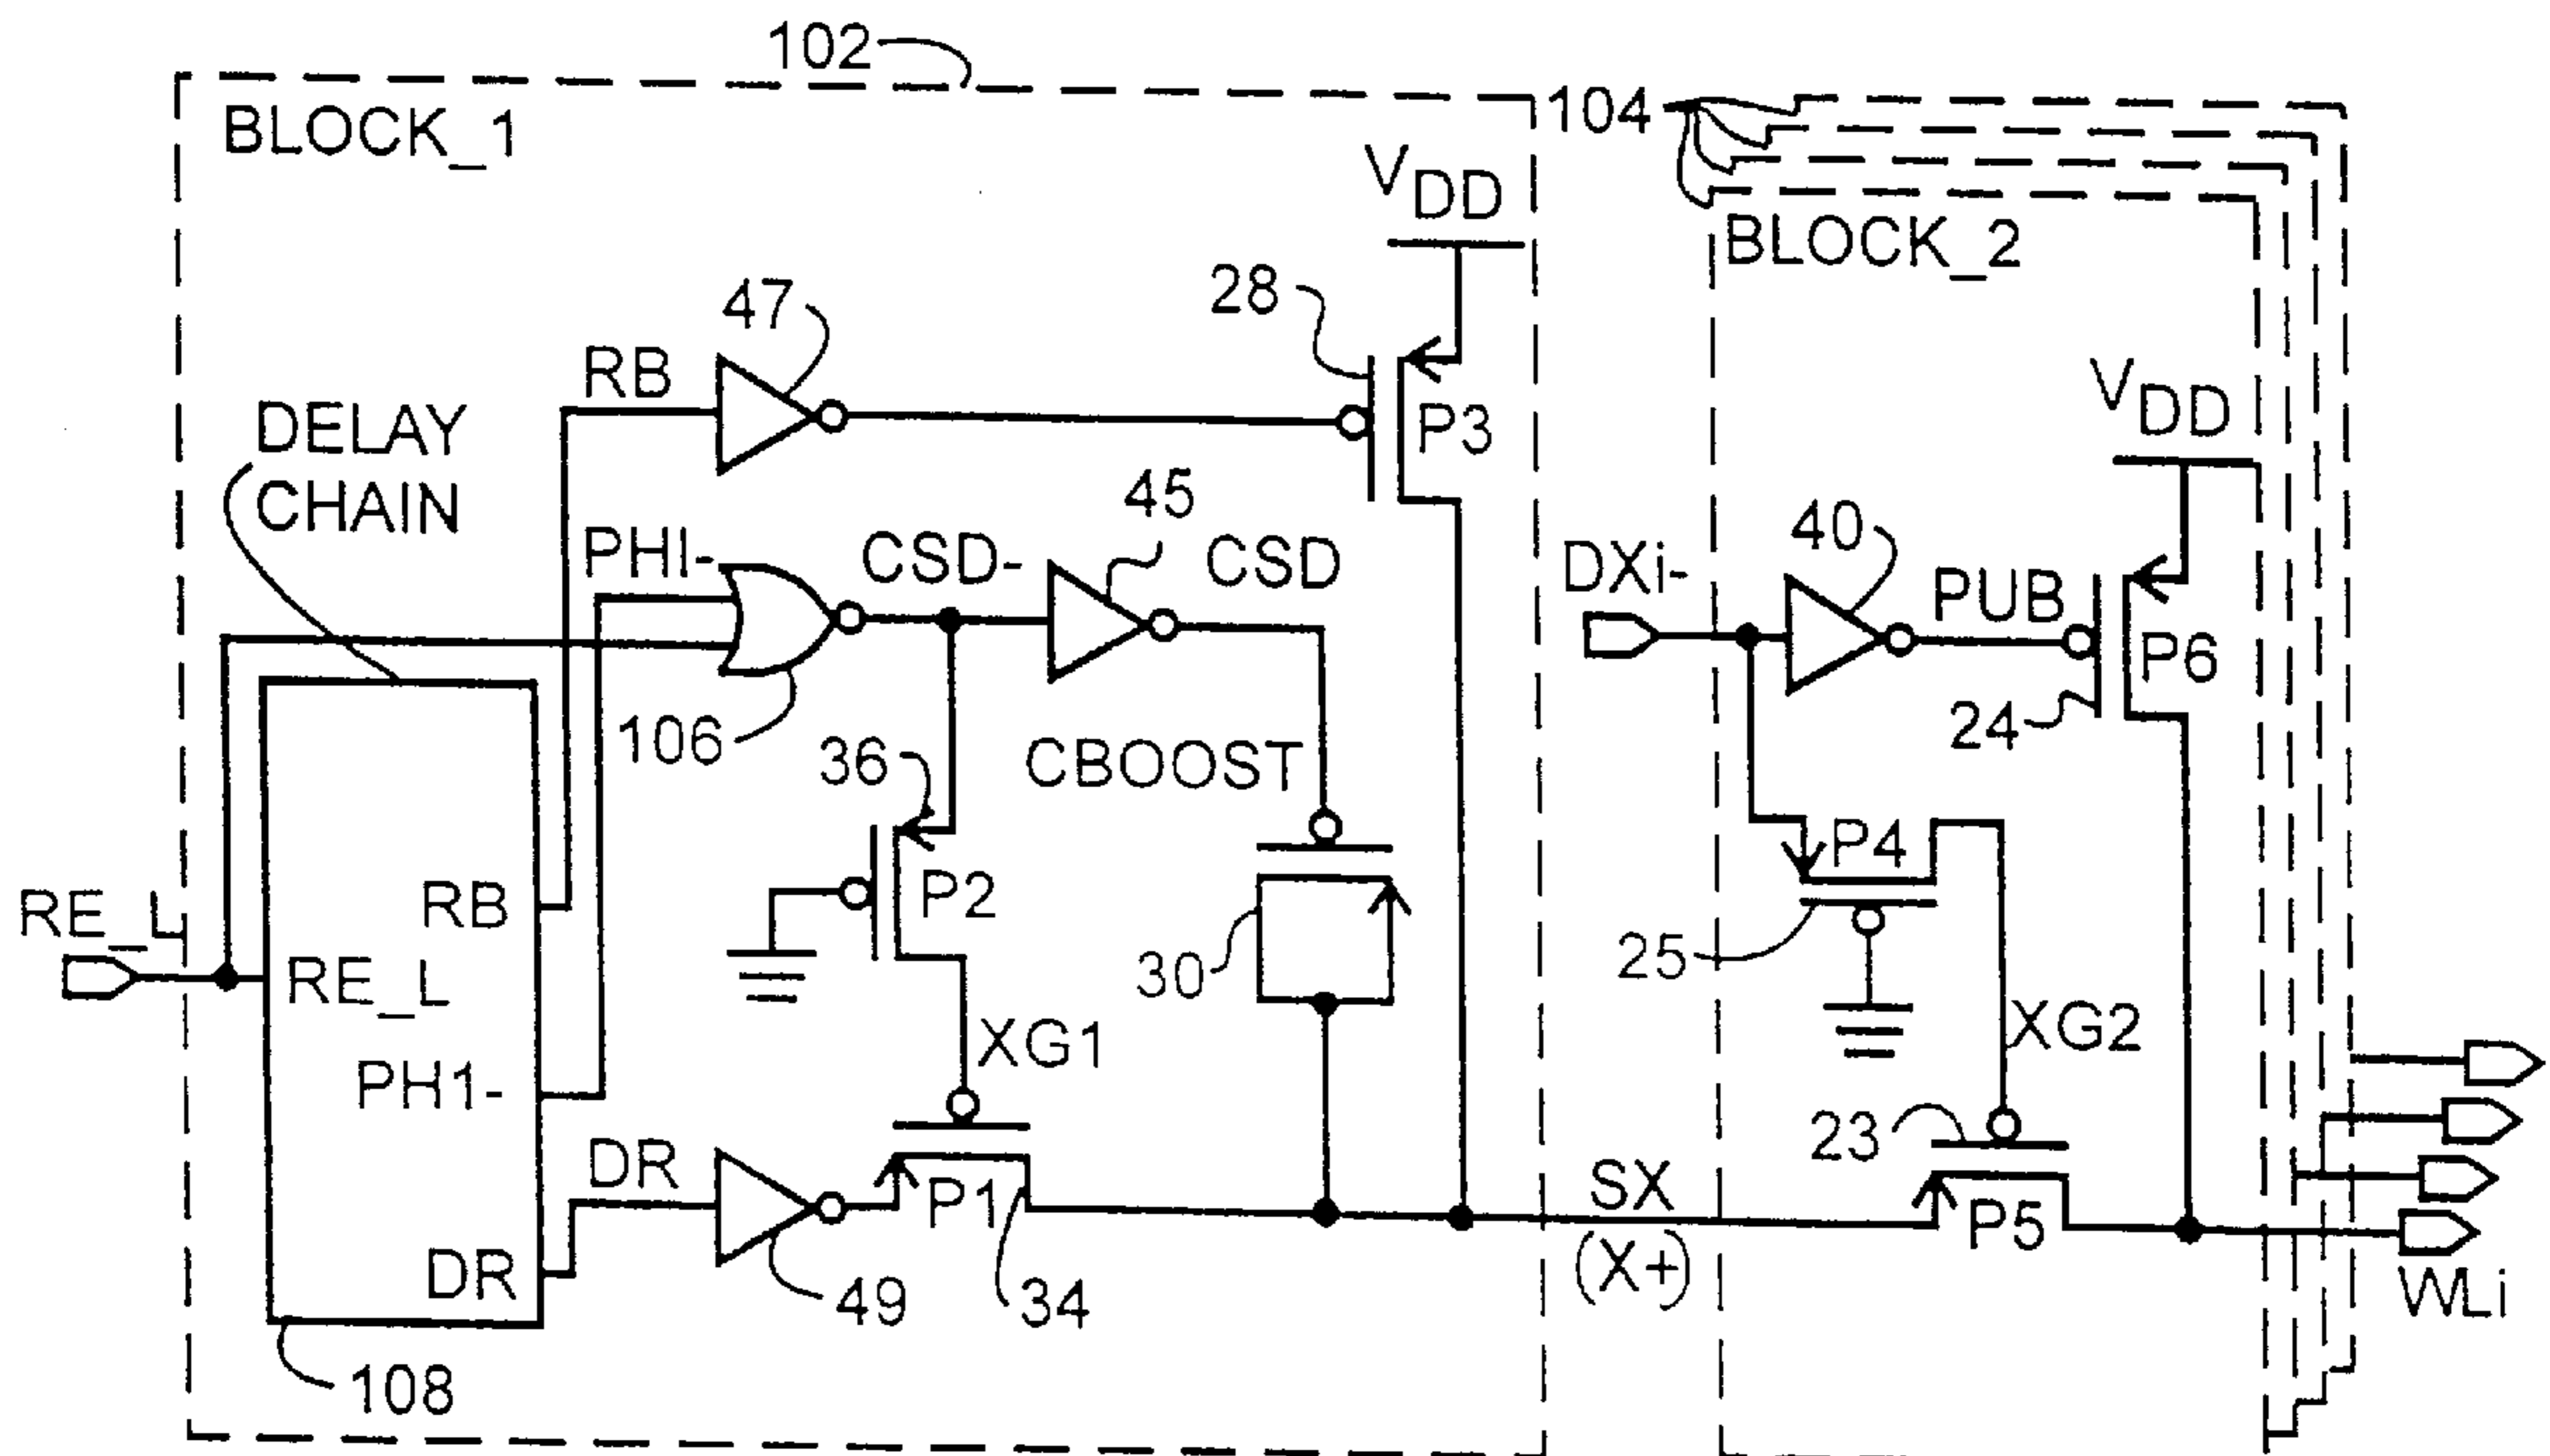 102
BLOCK_1
104
VDD
BLOCK_2
28
47
RB
P3
VDD
DELAY
CHAIN
45
40
PHI-
CSD-
CSD
DXi-
PUB
P6
106
36
CBOOST
24
P4
RB
P2
RE_L
RE_L
30
25
XG1
XG2
PH1-
23
DR
P1
SX
(X+)
P5
DR
49
34
WLi
108